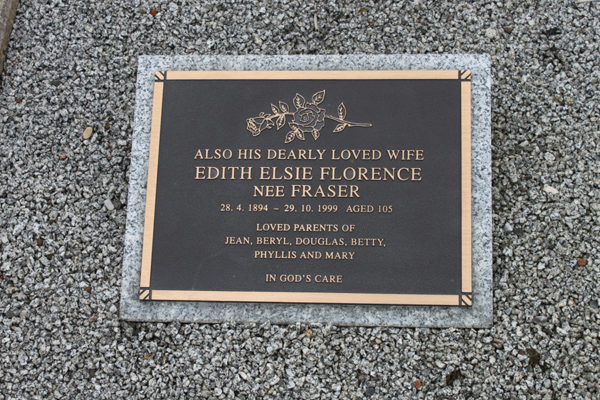 ALSO HIS DEARLY LOVED WIFE
EDITH ELSIE FLORENCE
NEE FRASER
28. 4. 1894 – 29. 10. 1999 AGED 105
LOVED PARENTS OF
JEAN, BERYL, DOUGLAS, BETTY,
PHYLLIS AND MARY
IN GOD'S CARE